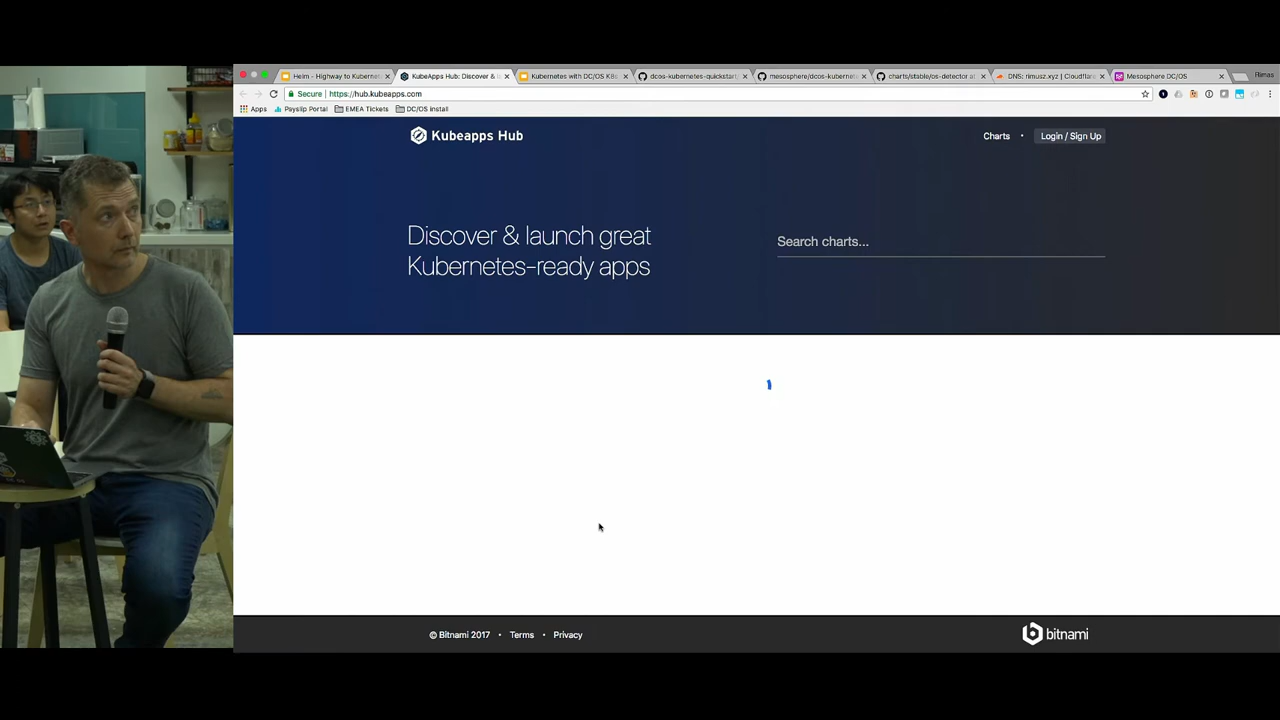 Helm - Highway to Kubernet
KubeApps Hub: Discover & l
Kubernetes with DC/OS K8s
dcos-kubernetes-quickstart
mesosphere/dcos-kubernete
charts/stable/os-detector at
DNS: rimusz.xyz | Cloudflare
Mesosphere DC/OS
Rimas
Secure
https://hub.kubeapps.com
Apps
Payslip Portal
EMEA Tickets
DC/OS install
Kubeapps Hub
Charts • Login / Sign Up
Discover & launch great
Kubernetes-ready apps
Search charts...
© Bitnami 2017 • Terms • Privacy
bitnami